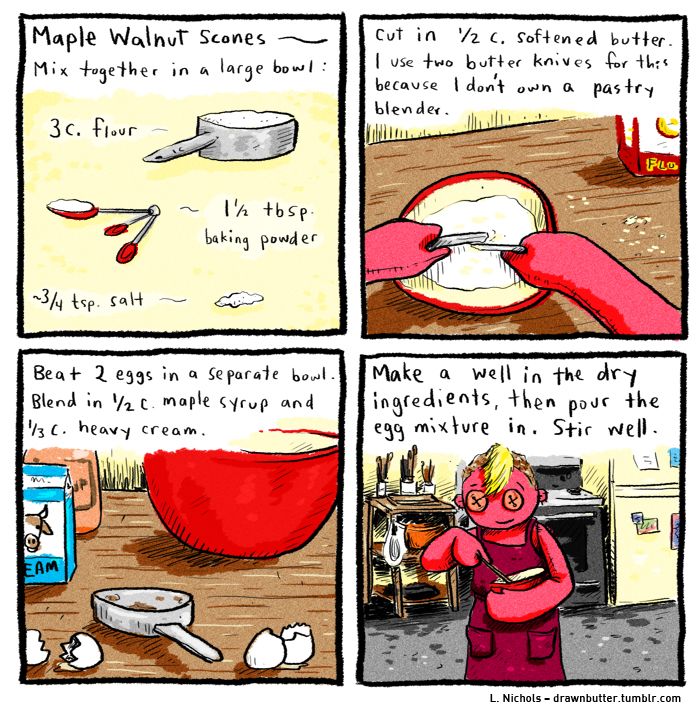 Maple Walnut Scones
Mix together in a large bowl:
3 c. flour
1 1/2 tbsp.
baking powder
~3/4 tsp. salt
Cut in 1/2 c. softened butter.
I use two butter knives for this
because I don't own a pastry
blender.
FLO
Beat 2 eggs in a separate bowl.
Blend in 1/2 c. maple syrup and
1/3 c. heavy cream.
EAM
Make a well in the dry
ingredients, then pour the
egg mixture in. Stir well.
L. Nichols – drawnbutter.tumblr.com